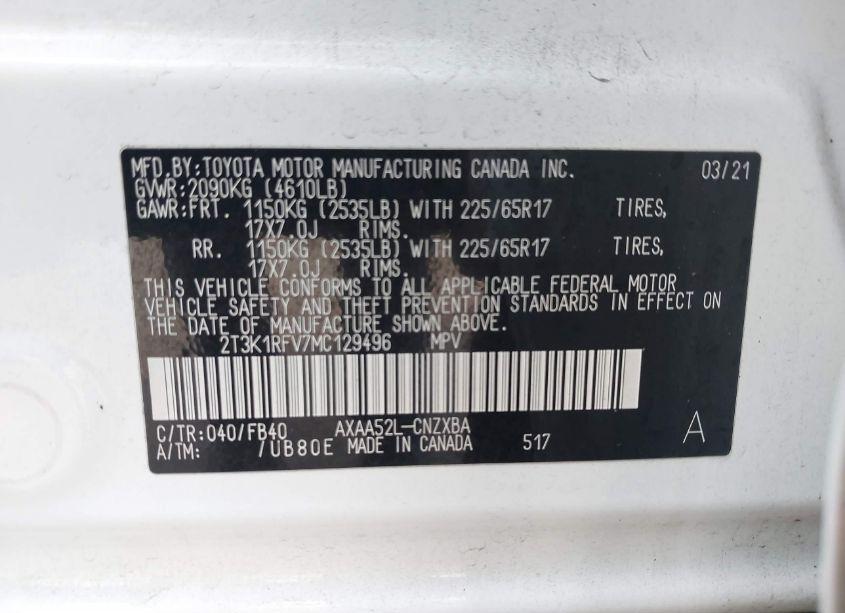 MFD.BY:TOYOTA MOTOR MANUFACTURING CANADA INC. 03/21
GVWR:2090KG (4610LB)
GAWR:FRT. 1150KG (2535LB) WITH 225/65R17 TIRES,
17X7.0J RIMS.
RR. 1150KG (2535LB) WITH 225/65R17 TIRES,
17X7.0J RIMS.
THIS VEHICLE CONFORMS TO ALL APPLICABLE FEDERAL MOTOR
VEHICLE SAFETY AND THEFT PREVENTION STANDARDS IN EFFECT ON
THE DATE OF MANUFACTURE SHOWN ABOVE.
2T3K1RFV7MC129496 MPV
C/TR:040/FB40 AXAA52L-CNZXBA
A/TM: /UB80E MADE IN CANADA 517 A